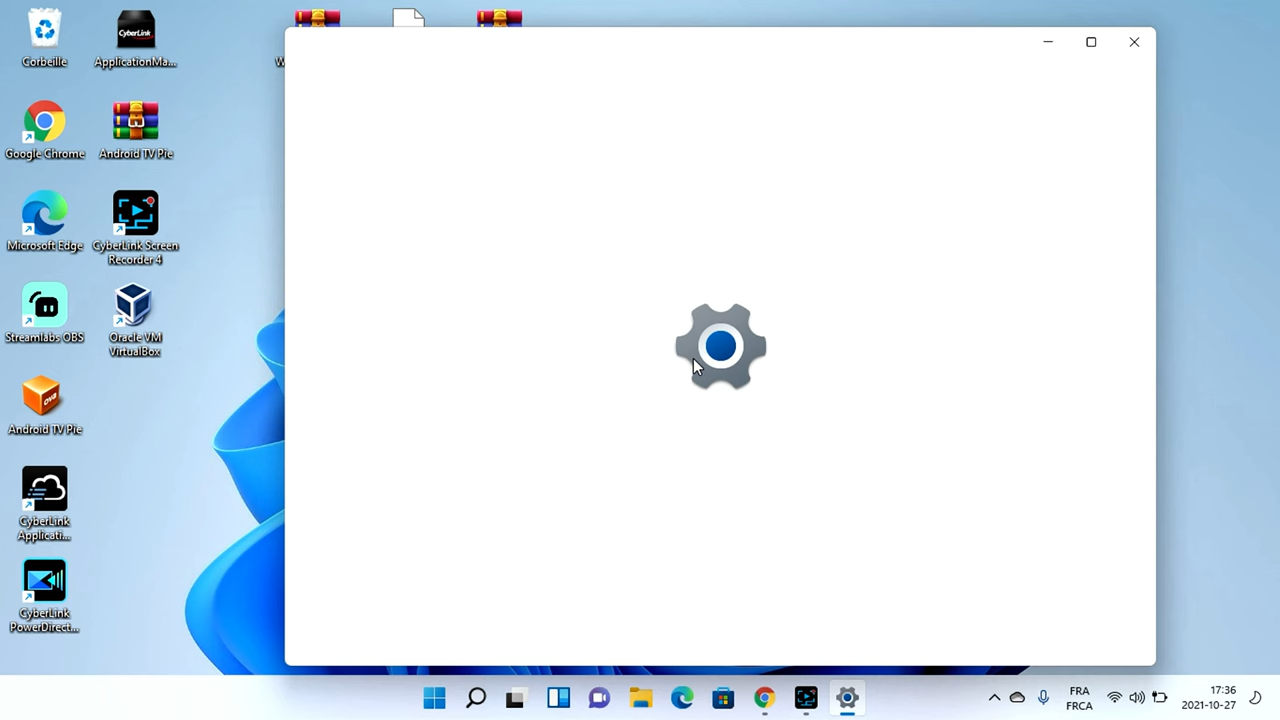 Corbeille
CyberLink
ApplicationMa...
W
Google Chrome
Android TV Pie
Microsoft Edge
CyberLink Screen
Recorder 4
Streamlabs OBS
Oracle VM
VirtualBox
ova
Android TV Pie
CyberLink
Applicati...
CyberLink
PowerDirect...
FRA
FRCA
17:36
2021-10-27